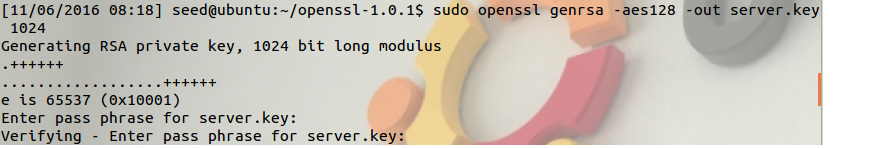 [11/06/2016 08:18] seed@ubuntu:~/openssl-1.0.1$ sudo openssl genrsa -aes128 -out server.key
 1024
Generating RSA private key, 1024 bit long modulus
.++++++
..................++++++
e is 65537 (0x10001)
Enter pass phrase for server.key:
Verifying - Enter pass phrase for server.key: